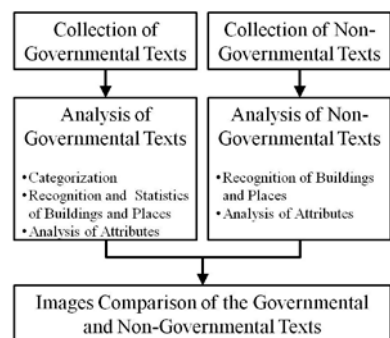 Collection of
Governmental Texts
Collection of Non-
Governmental Texts
Analysis of
Governmental Texts
•Categorization
•Recognition and Statistics
of Buildings and Places
•Analysis of Attributes
Analysis of Non-
Governmental Texts
•Recognition of Buildings
and Places
•Analysis of Attributes
Images Comparison of the Governmental
and Non-Governmental Texts